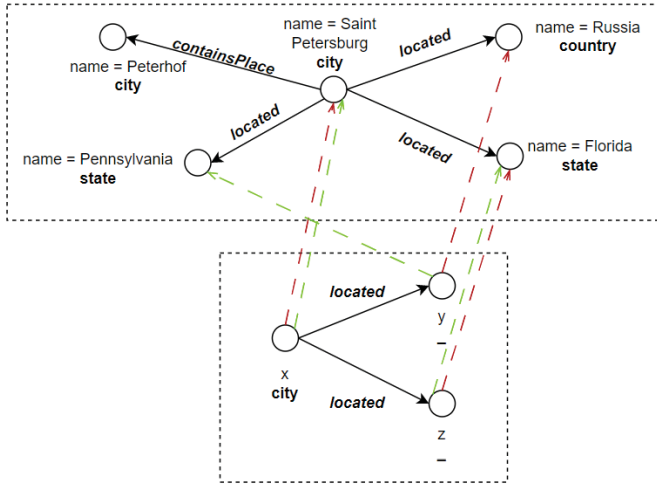 name = Saint
Petersburg
city
name = Russia
country
containsPlace
located
name = Peterhof
city
located
located
name = Pennsylvania
state
name = Florida
state
located
y
_
x
city
located
z
_